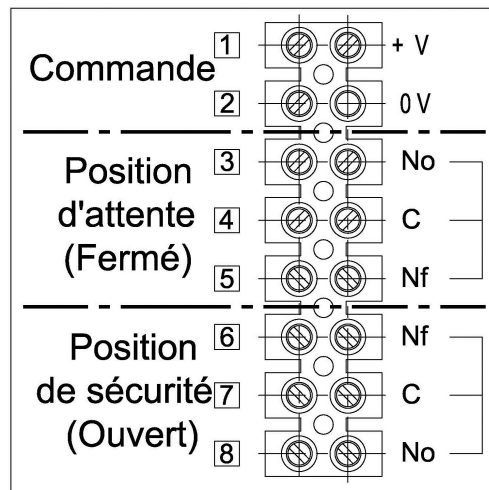 Commande
1 + V
2 0 V
Position
d'attente
(Fermé)
3 No
4 C
5 Nf
Position
de sécurité
(Ouvert)
6 Nf
7 C
8 No